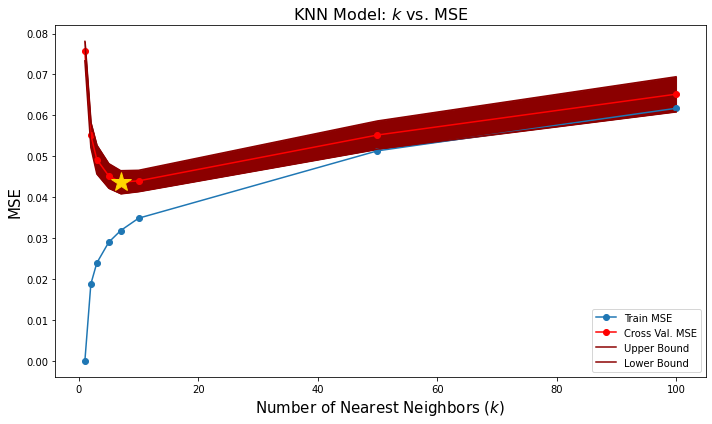 KNN Model: k vs. MSE
MSE
0.08
0.07
0.06
0.05
0.04
0.03
0.02
0.01
0.00
0
20
40
60
80
100
Number of Nearest Neighbors (k)
Train MSE
Cross Val. MSE
Upper Bound
Lower Bound